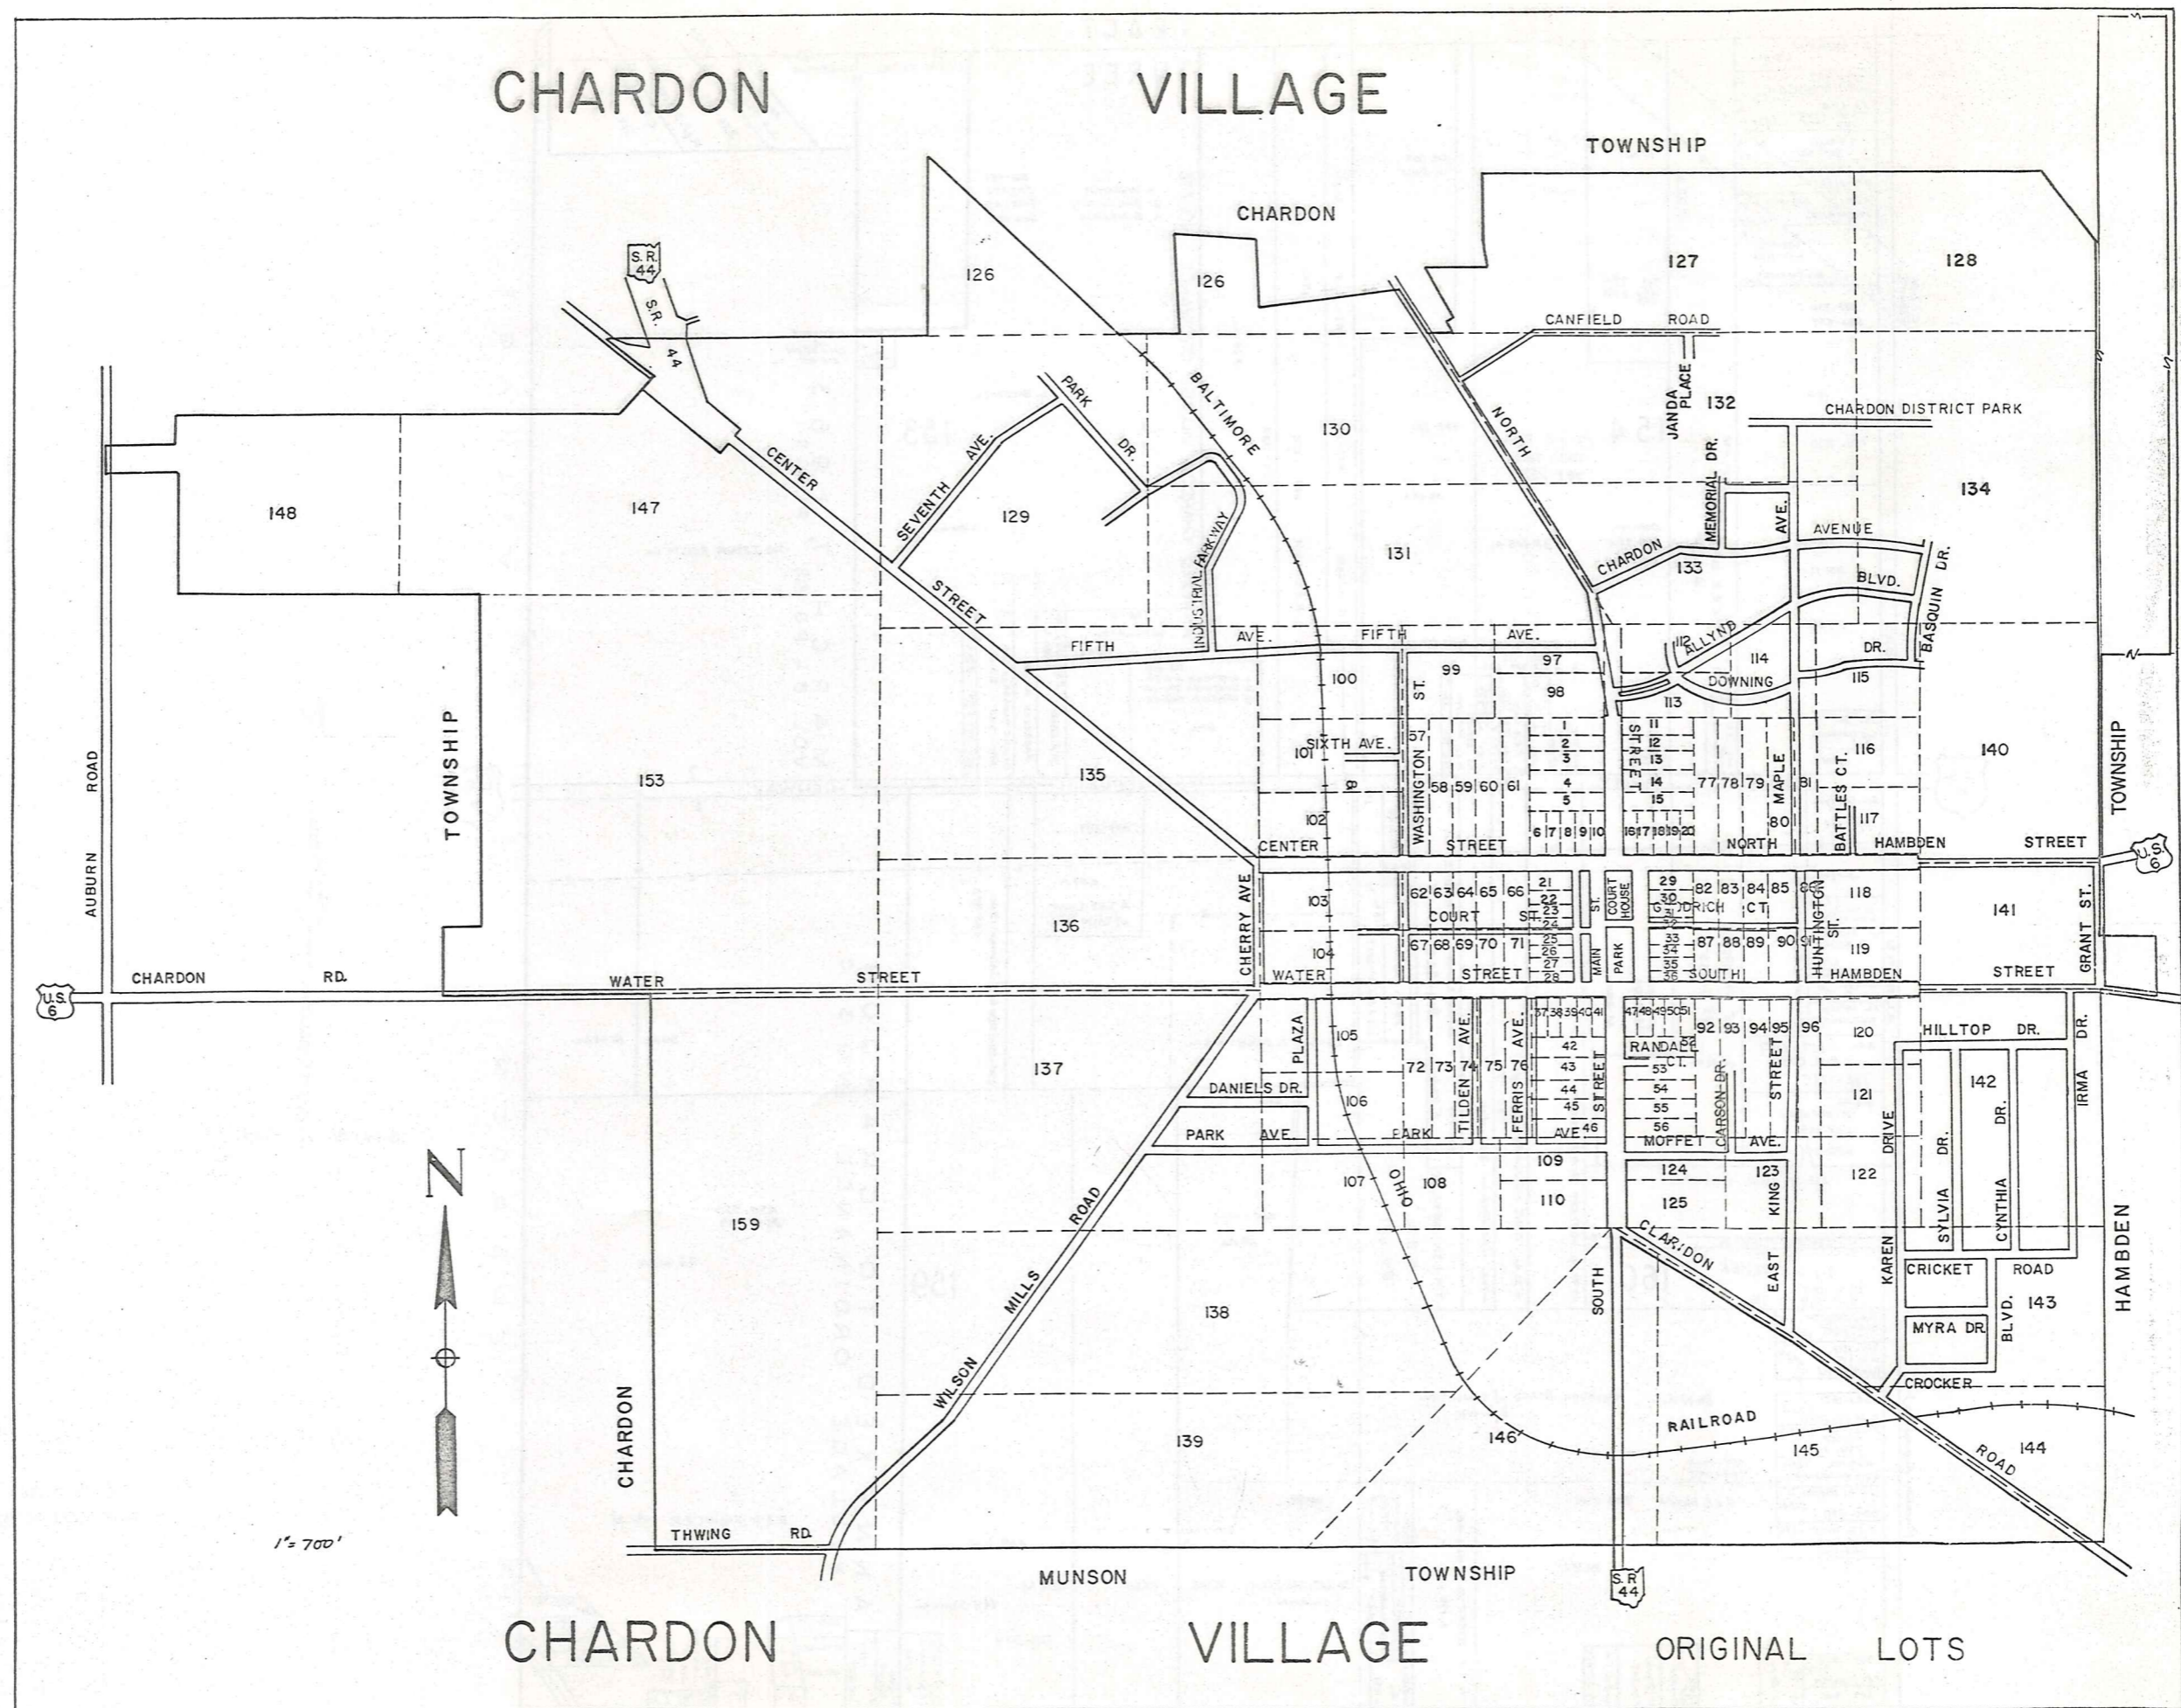 CHARDON VILLAGE
TOWNSHIP
CHARDON
S.R. 44
S.R. 44
126
126
127
128
CANFIELD ROAD
JANDA PLACE
132
CHARDON DISTRICT PARK
PARK DR.
BALTIMORE
130
NORTH
MEMORIAL DR.
134
CENTER
SEVENTH AVE.
148
147
129
INDUSTRIAL PARKWAY
131
CHARDON
AVE.
AVENUE
133
BLVD.
BASQUIN DR.
STREET
FIFTH
AVE.
FIFTH
AVE.
112
ALLYND
114
DR.
97
99
100
98
DOWNING
115
113
ST.
TOWNSHIP
AUBURN ROAD
153
135
101
SIXTH AVE.
57
1
2
3
4
5
STREET
11
12
13
14
15
WASHINGTON
58 59 60 61
77 78 79
MAPLE
81
80
BATTLES CT.
116
140
TOWNSHIP
102
6 7 8 9 10
16 17 18 19 20
117
CENTER STREET
NORTH HAMBDEN STREET
U.S. 6
CHERRY AVE
103
62 63 64 65 66
21
22
23
24
COURT ST.
ST.
COURT HOUSE
29
30
31
32
GOODRICH CT.
82 83 84 85 86
HUNTINGTON ST.
118
141
GRANT ST.
136
104
67 68 69 70 71
25
26
27
28
MAIN
PARK
33
34
35
36
87 88 89 90 91
119
CHARDON RD.
WATER STREET
WATER STREET
SOUTH HAMBDEN STREET
U.S. 6
137
PLAZA
105
37 38 39 40 41
47 48 49 50 51
92 93 94 95 96
120
HILLTOP DR.
DR.
RANDALL CT.
52
42
43
44
45
46
53
54
55
56
72 73 74 75 76
TILDEN AVE.
FERRIS AVE.
STREET
CARSON DR.
STREET
121
142
IRMA
DANIELS DR.
106
PARK AVE.
PARK AVE.
MOFFET AVE.
KAREN DRIVE
SYLVIA DR.
CYNTHIA DR.
109
124
123
122
107
OHIO
108
110
125
KING
N
159
WILSON MILLS ROAD
CLARIDON
SOUTH
EAST
CRICKET ROAD
143
HAMBDEN
138
MYRA DR.
BLVD.
CROCKER
CHARDON
139
146
RAILROAD
145
ROAD
144
1"= 700'
THWING RD.
MUNSON TOWNSHIP
S.R. 44
CHARDON VILLAGE
ORIGINAL LOTS